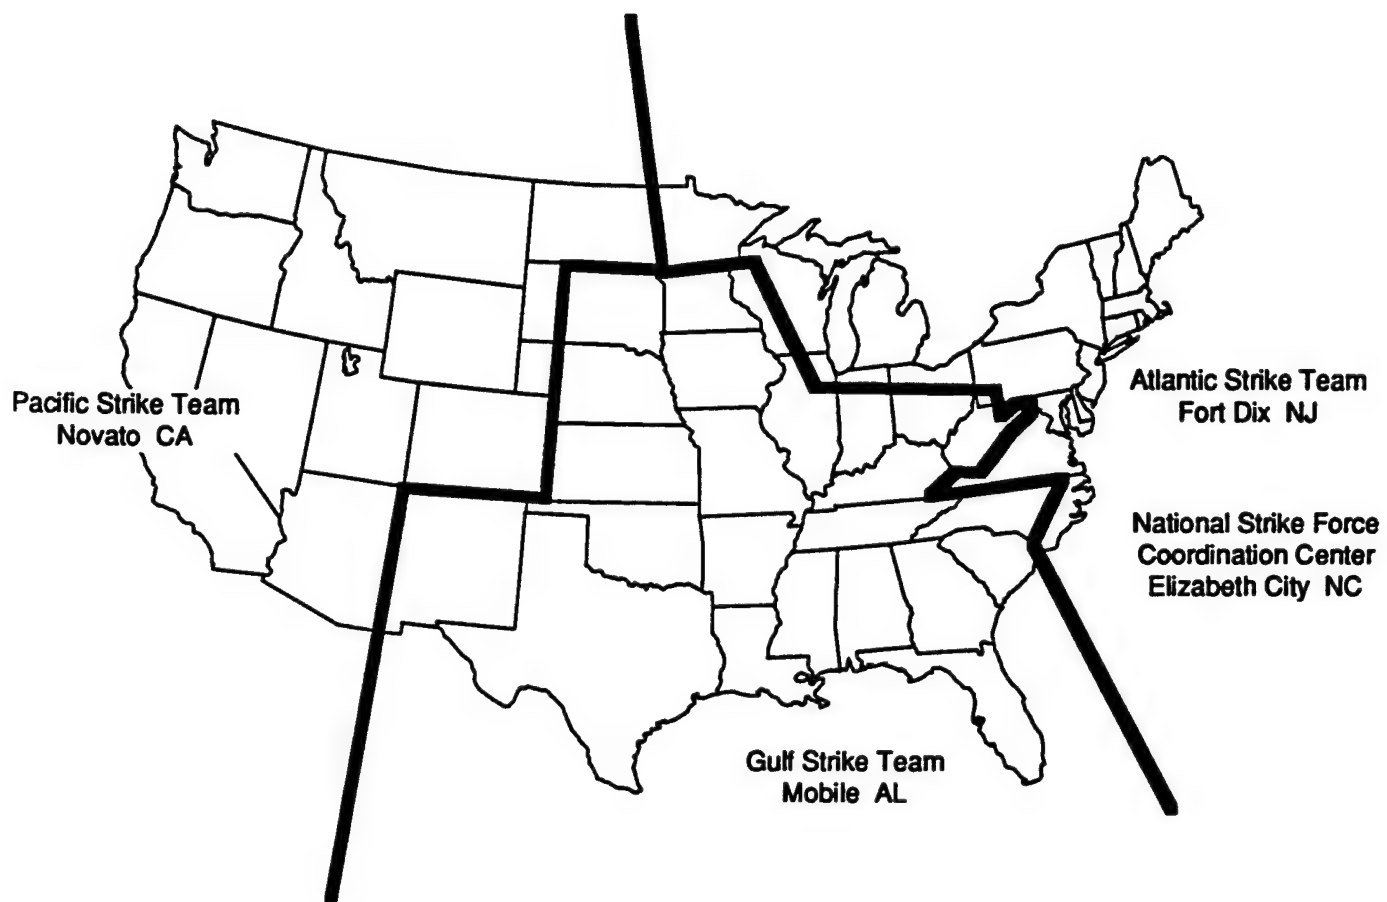 Pacific Strike Team
Novato CA
Atlantic Strike Team
Fort Dix NJ
National Strike Force
Coordination Center
Elizabeth City NC
Gulf Strike Team
Mobile AL